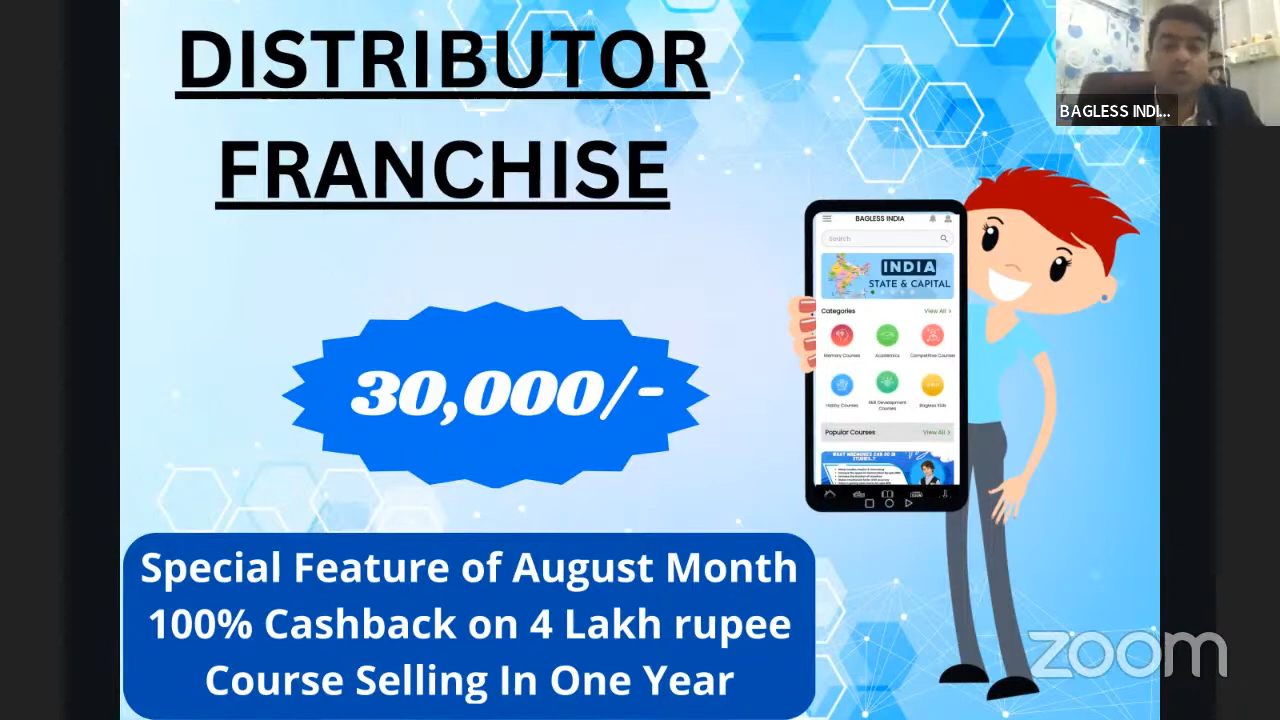 DISTRIBUTOR
FRANCHISE
30,000/-
Special Feature of August Month
100% Cashback on 4 Lakh rupee
Course Selling In One Year
BAGLESS INDI...
BAGLESS INDIA
Search
INDIA
STATE & CAPITAL
Categories View All >
Memory Courses Academics Competitive Courses
Hobby Courses Skill Development Courses Bagless Kids
Popular Courses View All >
zoom